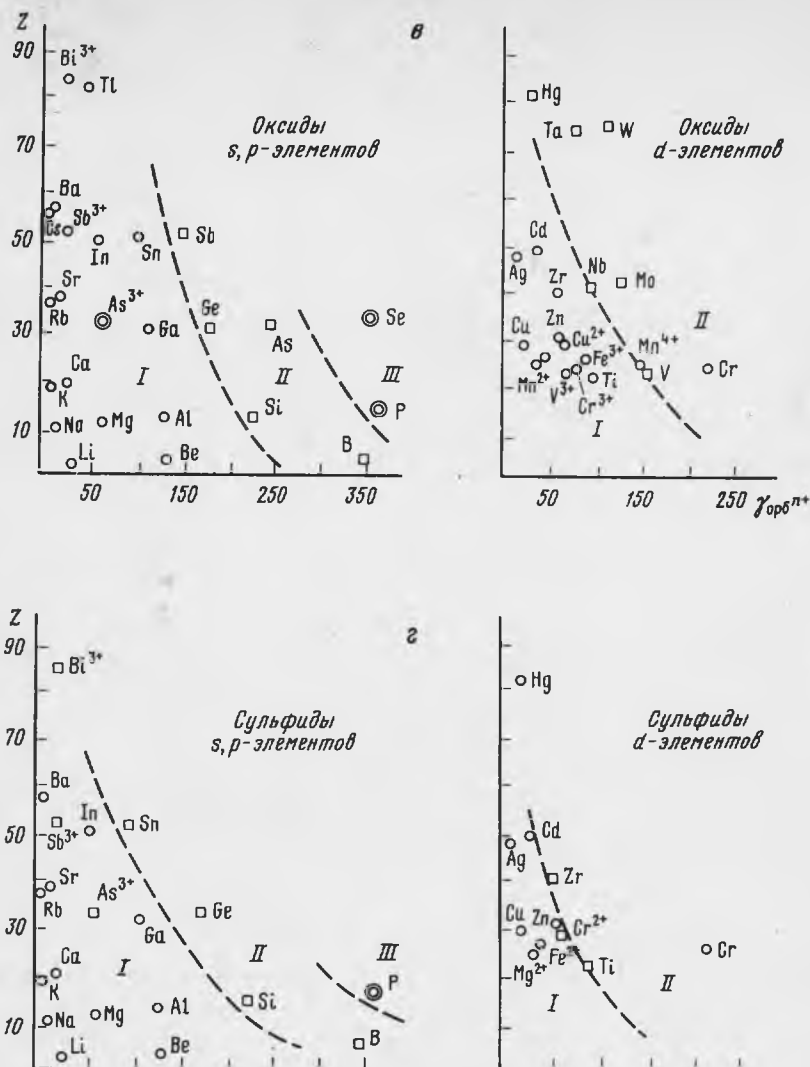 Z
в
90
Bi³⁺
Tl
Hg
Оксиды
s, p-элементов
Ta
W
Оксиды
d-элементов
70
Ba
Cs
Sb³⁺
Sb
50
In
Sn
Cd
Ag
Zr
Nb
Mo
II
Sr
Rb
As³⁺
Ga
Ge
As
Se
30
Cu
Zn
Cu²⁺
Fe³⁺
Mn⁴⁺
Mn²⁺
V³⁺
Cr³⁺
Ti
V
Cr
I
Ca
K
I
II
III
Na
Mg
Al
Si
P
10
Li
Be
B
50
150
250
350
50
150
250
γорбⁿ⁺
Z
г
90
Bi³⁺
Hg
Сульфиды
s, p-элементов
Сульфиды
d-элементов
70
Ba
In
Sn
50
Sb³⁺
Cd
Ag
Sr
Rb
As³⁺
Ga
Ge
Zr
30
Cu
Zn
Cr²⁺
Cr
Mg²⁺
Fe²⁺
Ti
I
II
Ca
K
I
II
III
P
Na
Mg
Al
Si
10
Li
Be
B